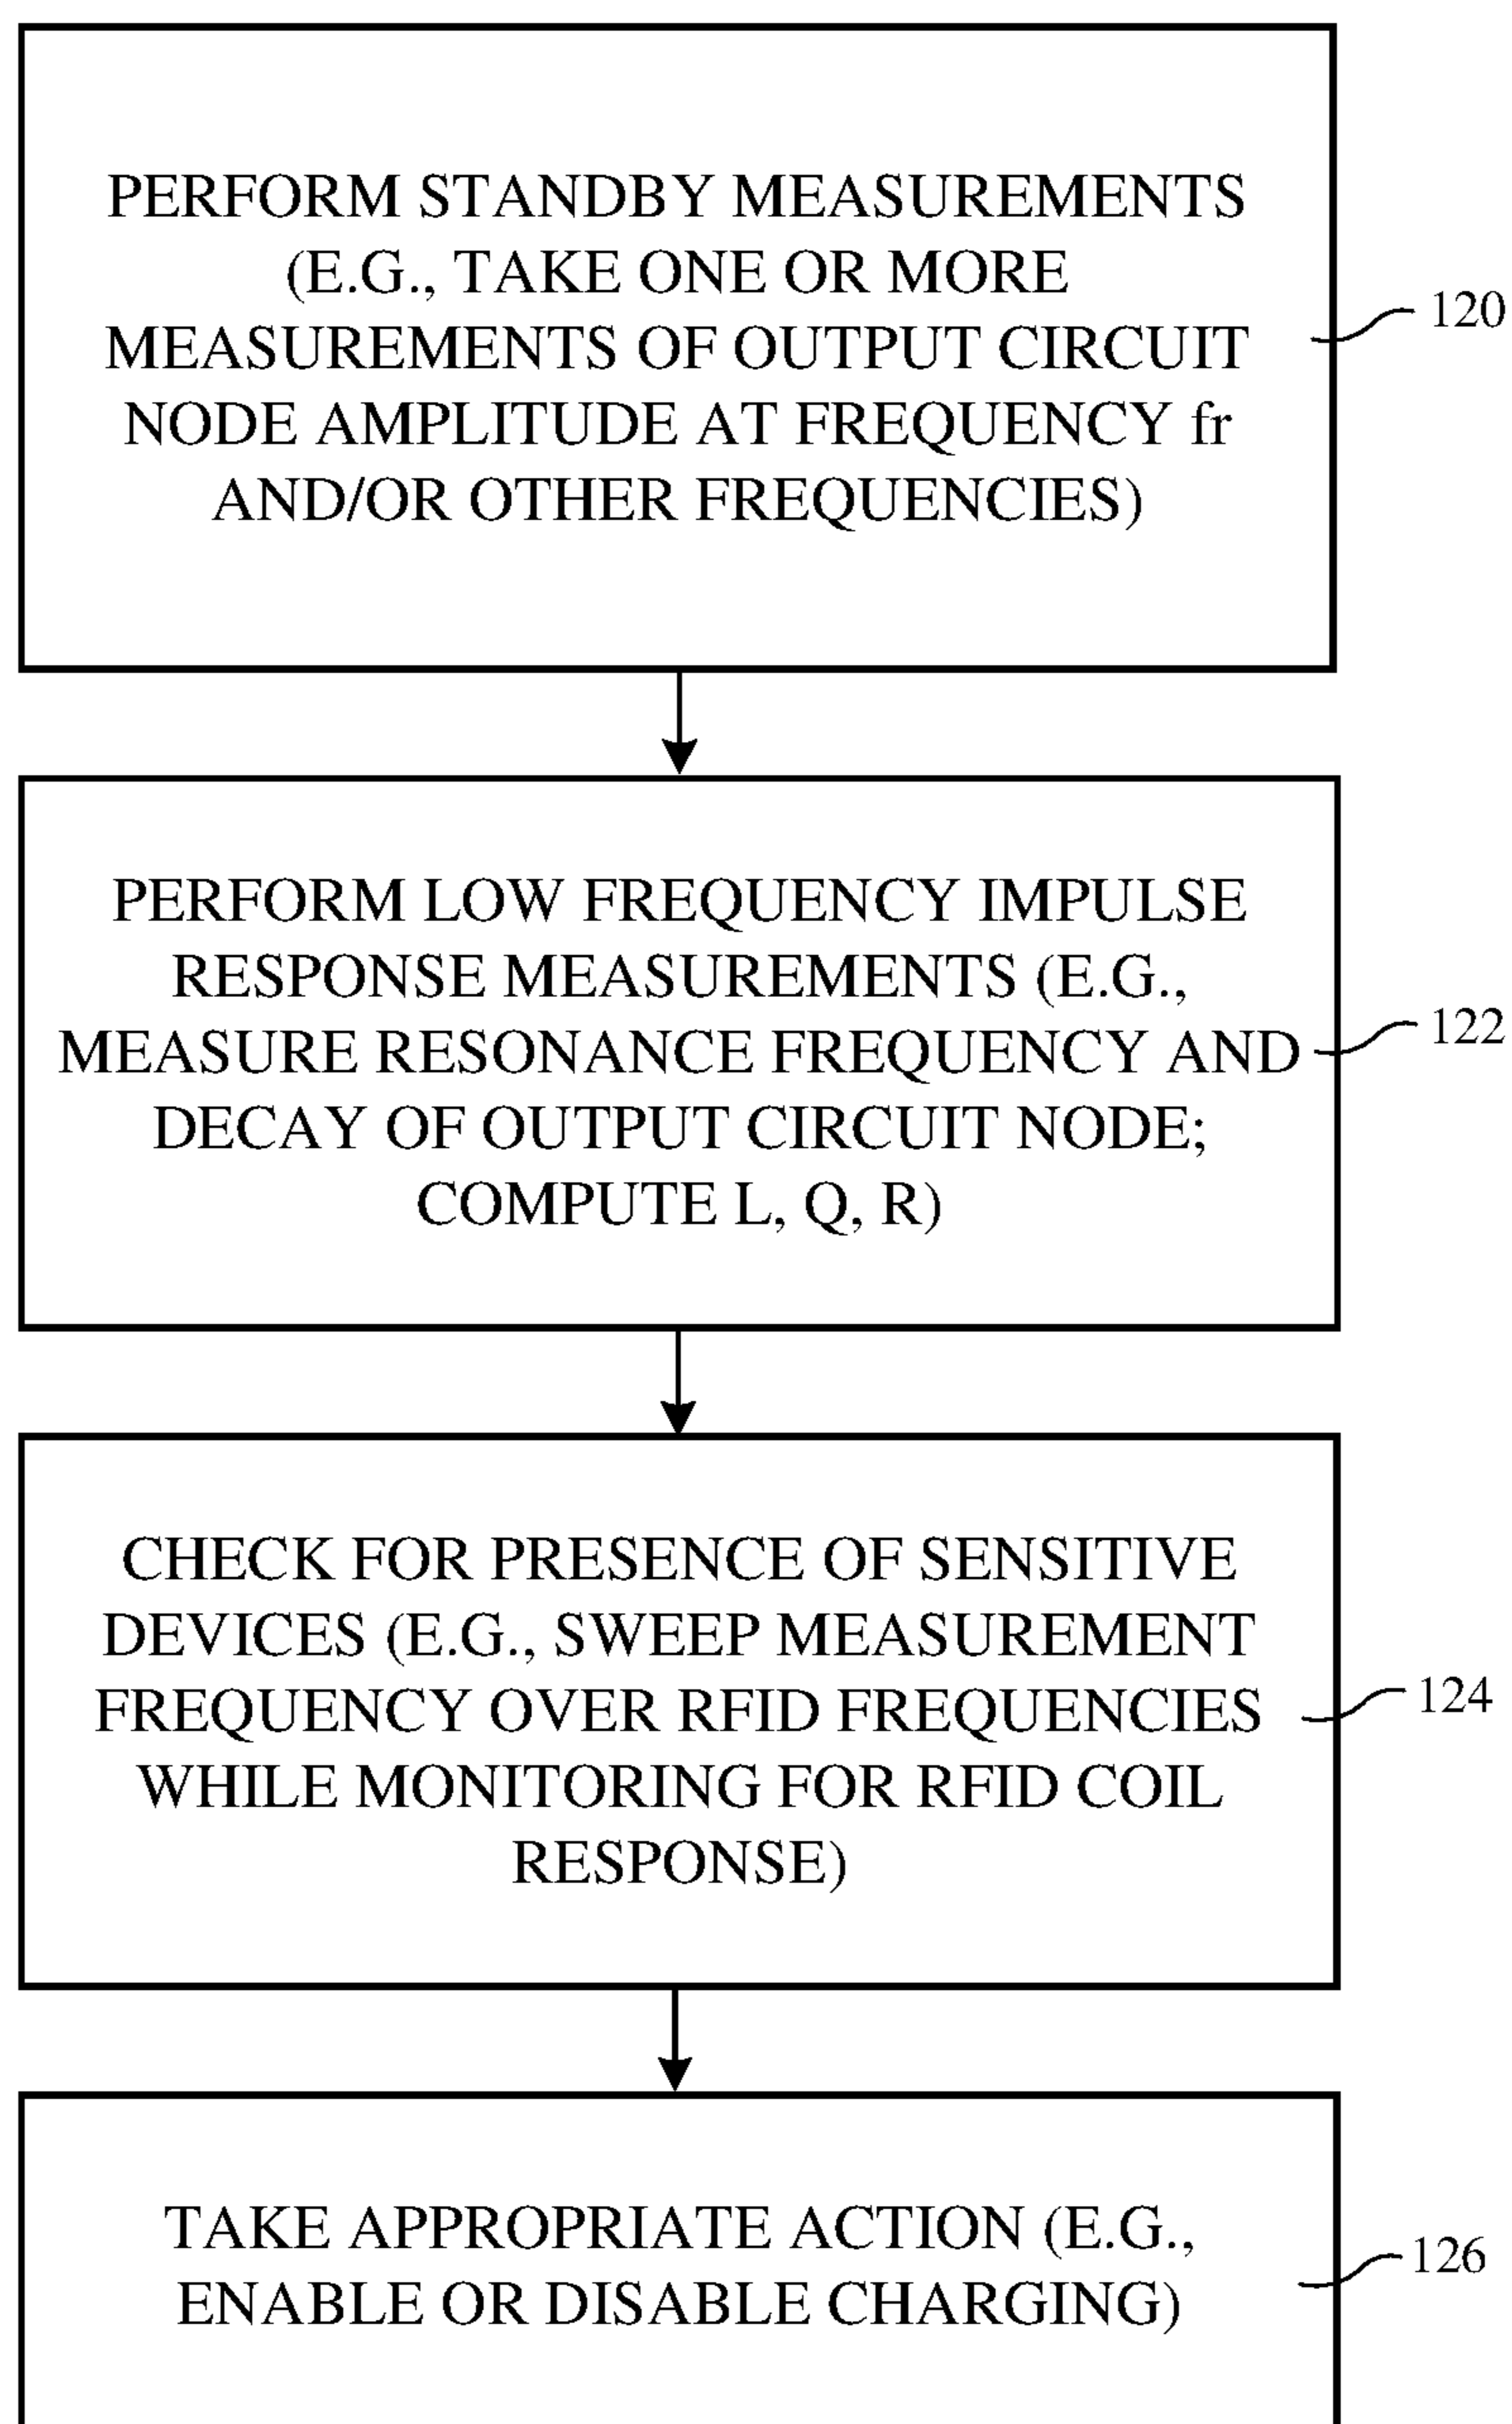 PERFORM STANDBY MEASUREMENTS
(E.G., TAKE ONE OR MORE
MEASUREMENTS OF OUTPUT CIRCUIT
NODE AMPLITUDE AT FREQUENCY fr
AND/OR OTHER FREQUENCIES)
120
PERFORM LOW FREQUENCY IMPULSE
RESPONSE MEASUREMENTS (E.G.,
MEASURE RESONANCE FREQUENCY AND
DECAY OF OUTPUT CIRCUIT NODE;
COMPUTE L, Q, R)
122
CHECK FOR PRESENCE OF SENSITIVE
DEVICES (E.G., SWEEP MEASUREMENT
FREQUENCY OVER RFID FREQUENCIES
WHILE MONITORING FOR RFID COIL
RESPONSE)
124
TAKE APPROPRIATE ACTION (E.G.,
ENABLE OR DISABLE CHARGING)
126